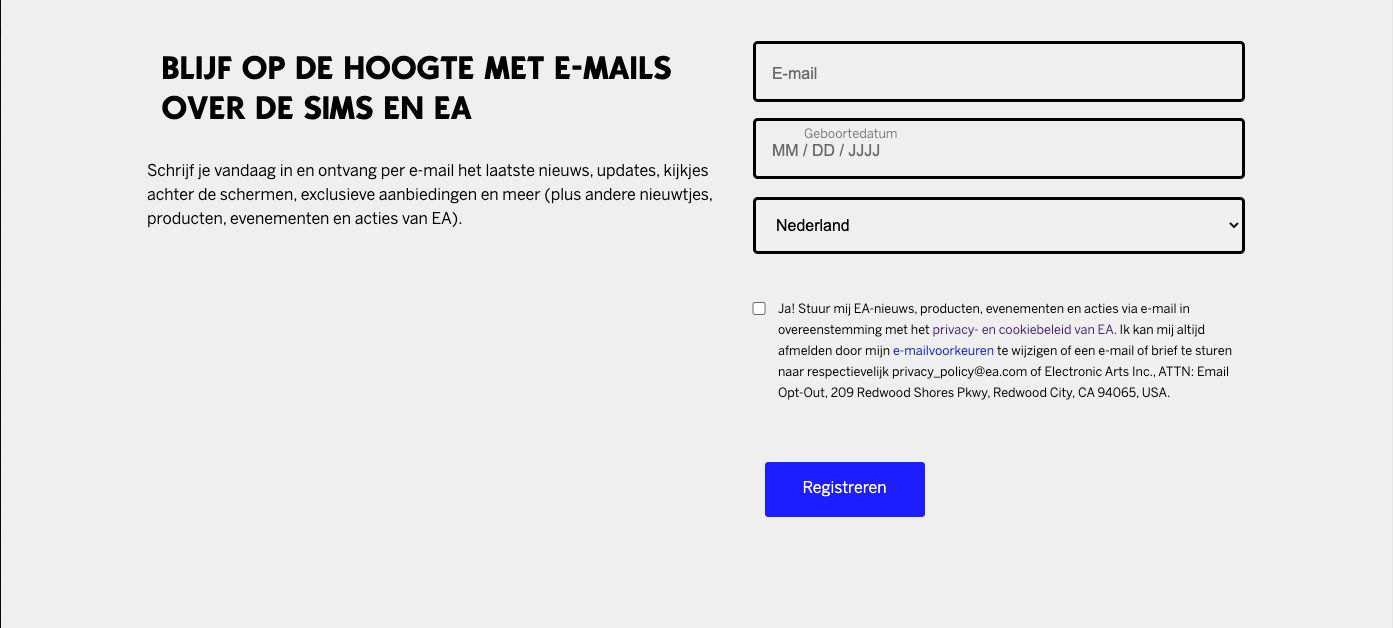 BLIJF OP DE HOOGTE MET E-MAILS
OVER DE SIMS EN EA
Schrijf je vandaag in en ontvang per e-mail het laatste nieuws, updates, kijkjes
achter de schermen, exclusieve aanbiedingen en meer (plus andere nieuwtjes,
producten, evenementen en acties van EA).
E-mail
Geboortedatum
MM / DD / JJJJ
Nederland
Ja! Stuur mij EA-nieuws, producten, evenementen en acties via e-mail in
overeenstemming met het privacy- en cookiebeleid van EA. Ik kan mij altijd
afmelden door mijn e-mailvoorkeuren te wijzigen of een e-mail of brief te sturen
naar respectievelijk privacy_policy@ea.com of Electronic Arts Inc., ATTN: Email
Opt-Out, 209 Redwood Shores Pkwy, Redwood City, CA 94065, USA.
Registreren